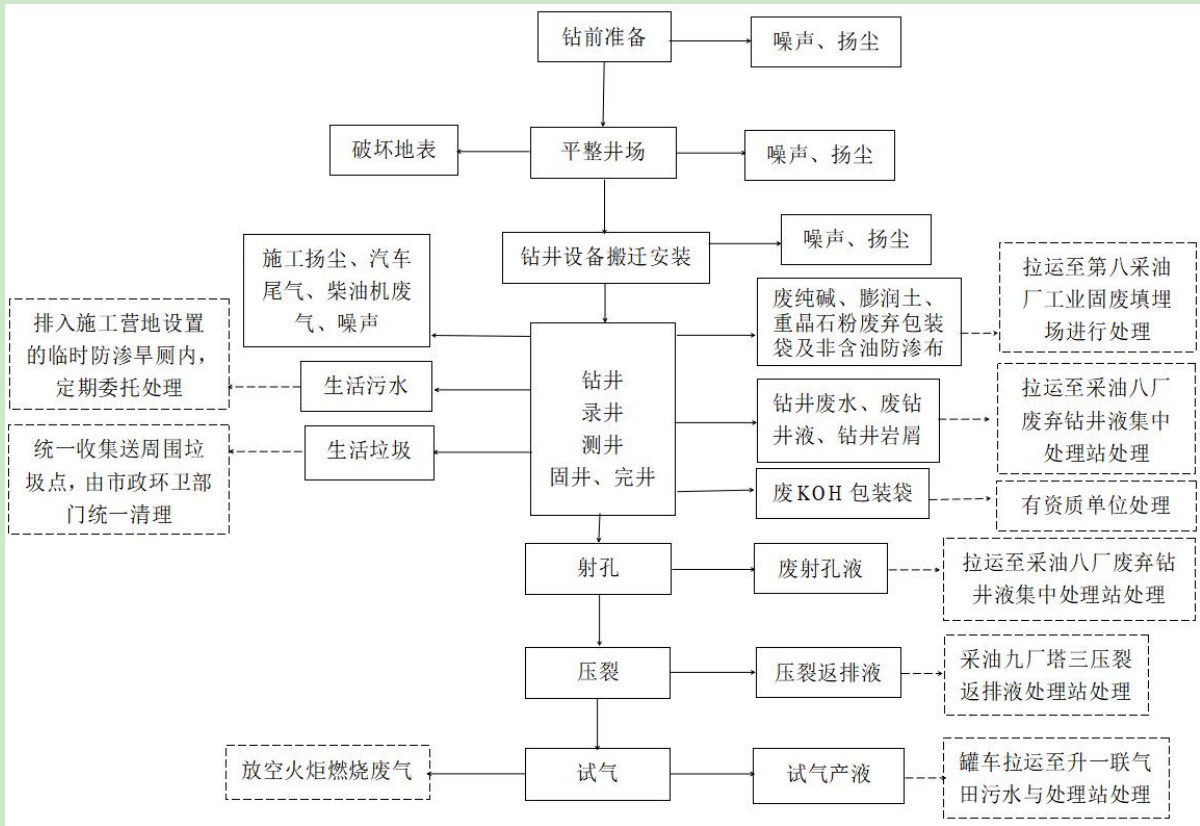 钻前准备
噪声、扬尘
破坏地表
平整井场
噪声、扬尘
钻井设备搬迁安装
噪声、扬尘
施工扬尘、汽车
尾气、柴油机废
气、噪声
废纯碱、膨润土、
重晶石粉废弃包装
袋及非含油防渗布
拉运至第八采油
厂工业固废填埋
场进行处理
排入施工营地设置
的临时防渗旱厕内，
定期委托处理
生活污水
钻井
录井
测井
固井、完井
钻井废水、废钻
井液、钻井岩屑
拉运至采油八厂
废弃钻井液集中
处理站处理
统一收集送周围垃
圾点，由市政环卫部
门统一清理
生活垃圾
废KOH包装袋
有资质单位处理
射孔
废射孔液
拉运至采油八厂废弃钻
井液集中处理站处理
压裂
压裂返排液
采油九厂塔三压裂
返排液处理站处理
放空火炬燃烧废气
试气
试气产液
罐车拉运至升一联气
田污水与处理站处理